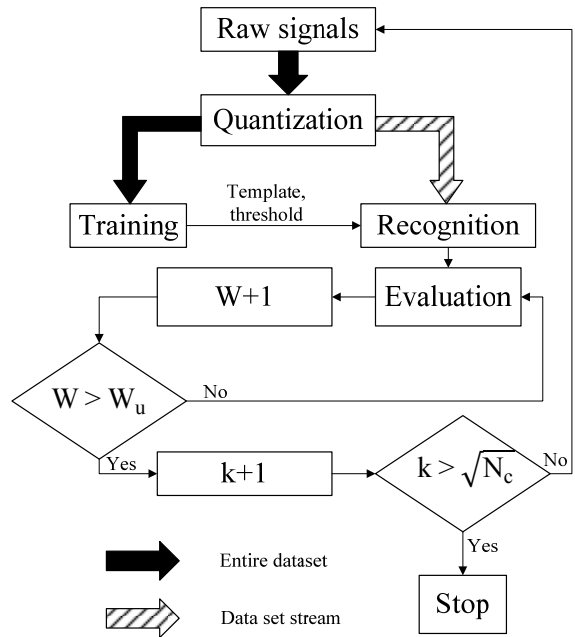 Raw signals
Quantization
Template,
threshold
Training
Recognition
W+1
Evaluation
W > Wᵤ
No
Yes
k+1
k > √N_c
No
Yes
Entire dataset
Stop
Data set stream